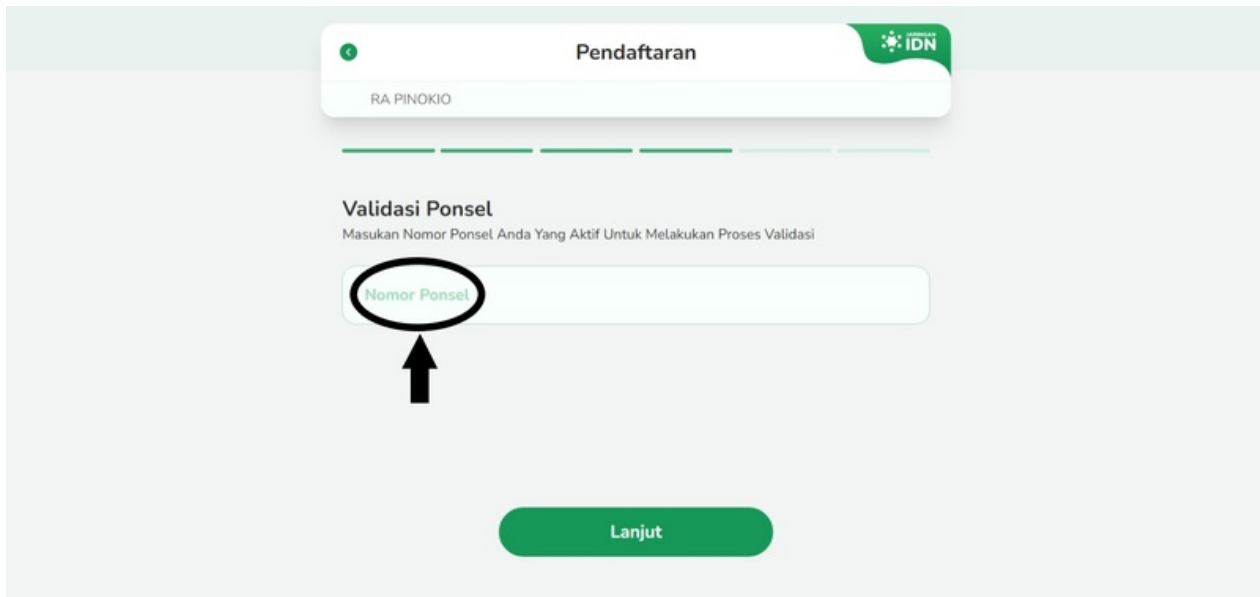 Pendaftaran
JARINGAN
IDN
RA PINOKIO
Validasi Ponsel
Masukan Nomor Ponsel Anda Yang Aktif Untuk Melakukan Proses Validasi
Nomor Ponsel
Lanjut